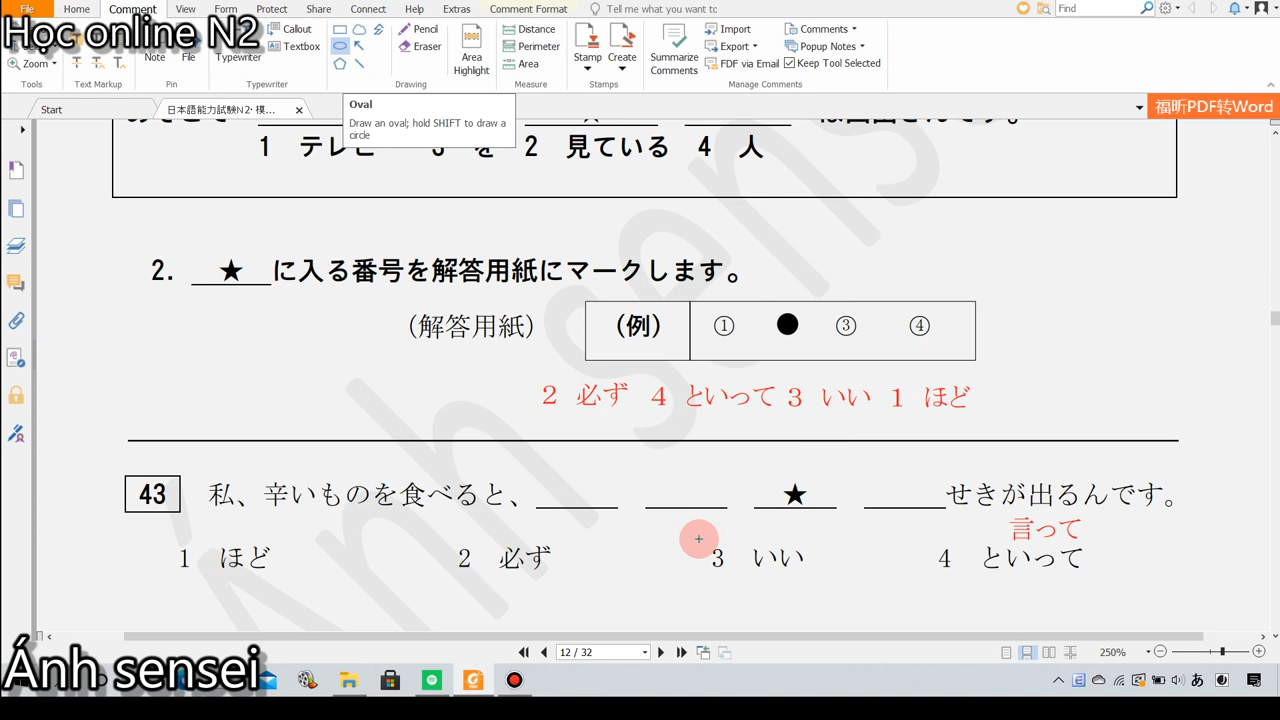 File Home Comment View Form Protect Share Connect Help Extras Comment Format Tell me what you want to Find
Học online N2
Callout Pencil Distance Import Comments
Typewriter Textbox Eraser Perimeter Export Popup Notes
Zoom Note File Area Highlight Area Stamp Create Summarize Comments FDF via Email Keep Tool Selected
Tools Text Markup Typewriter Drawing Measure Stamps Manage Comments
Start 日本語能力試験N2- 模... 福昕PDF转Word
Oval
Draw an oval; hold SHIFT to draw a circle
1 テレビ 3 を 2 見ている 4 人
2. ★ に入る番号を解答用紙にマークします。
(解答用紙) (例) ① ● ③ ④
2 必ず 4 といって 3 いい 1 ほど
43 私、辛いものを食べると、 ★ せきが出るんです。
言って
1 ほど 2 必ず 3 いい 4 といって
Ánh sens
12 / 32 250%
Ánh sensei